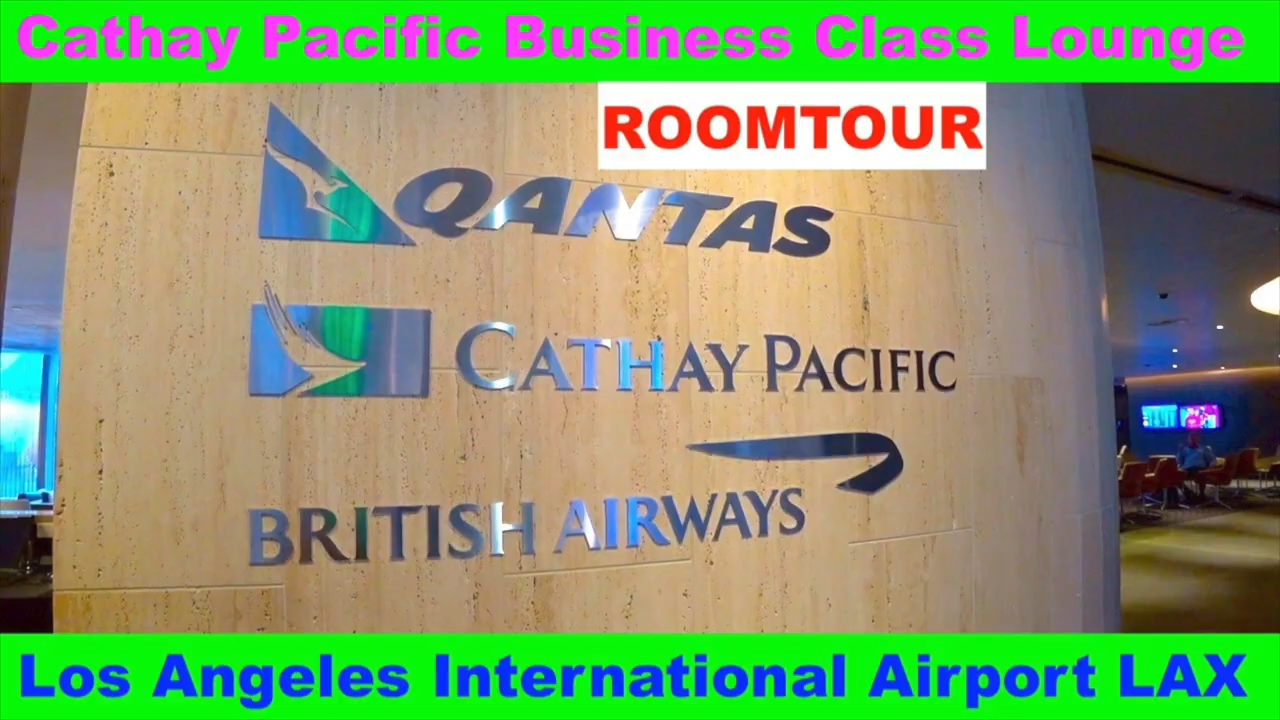 Cathay Pacific Business Class Lounge
ROOMTOUR
QANTAS
CATHAY PACIFIC
BRITISH AIRWAYS
Los Angeles International Airport LAX